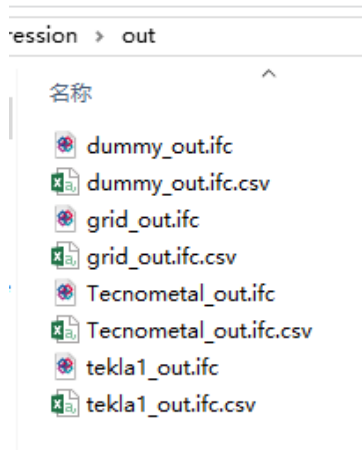 ression > out
名称
dummy_out.ifc
dummy_out.ifc.csv
grid_out.ifc
grid_out.ifc.csv
Tecnometal_out.ifc
Tecnometal_out.ifc.csv
tekla1_out.ifc
tekla1_out.ifc.csv